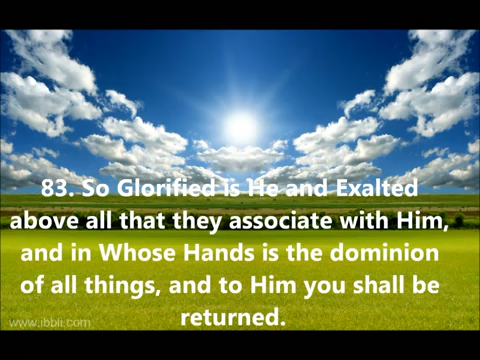 83. So Glorified is He and Exalted
above all that they associate with Him,
and in Whose Hands is the dominion
of all things, and to Him you shall be
returned.
www.ibbli.com